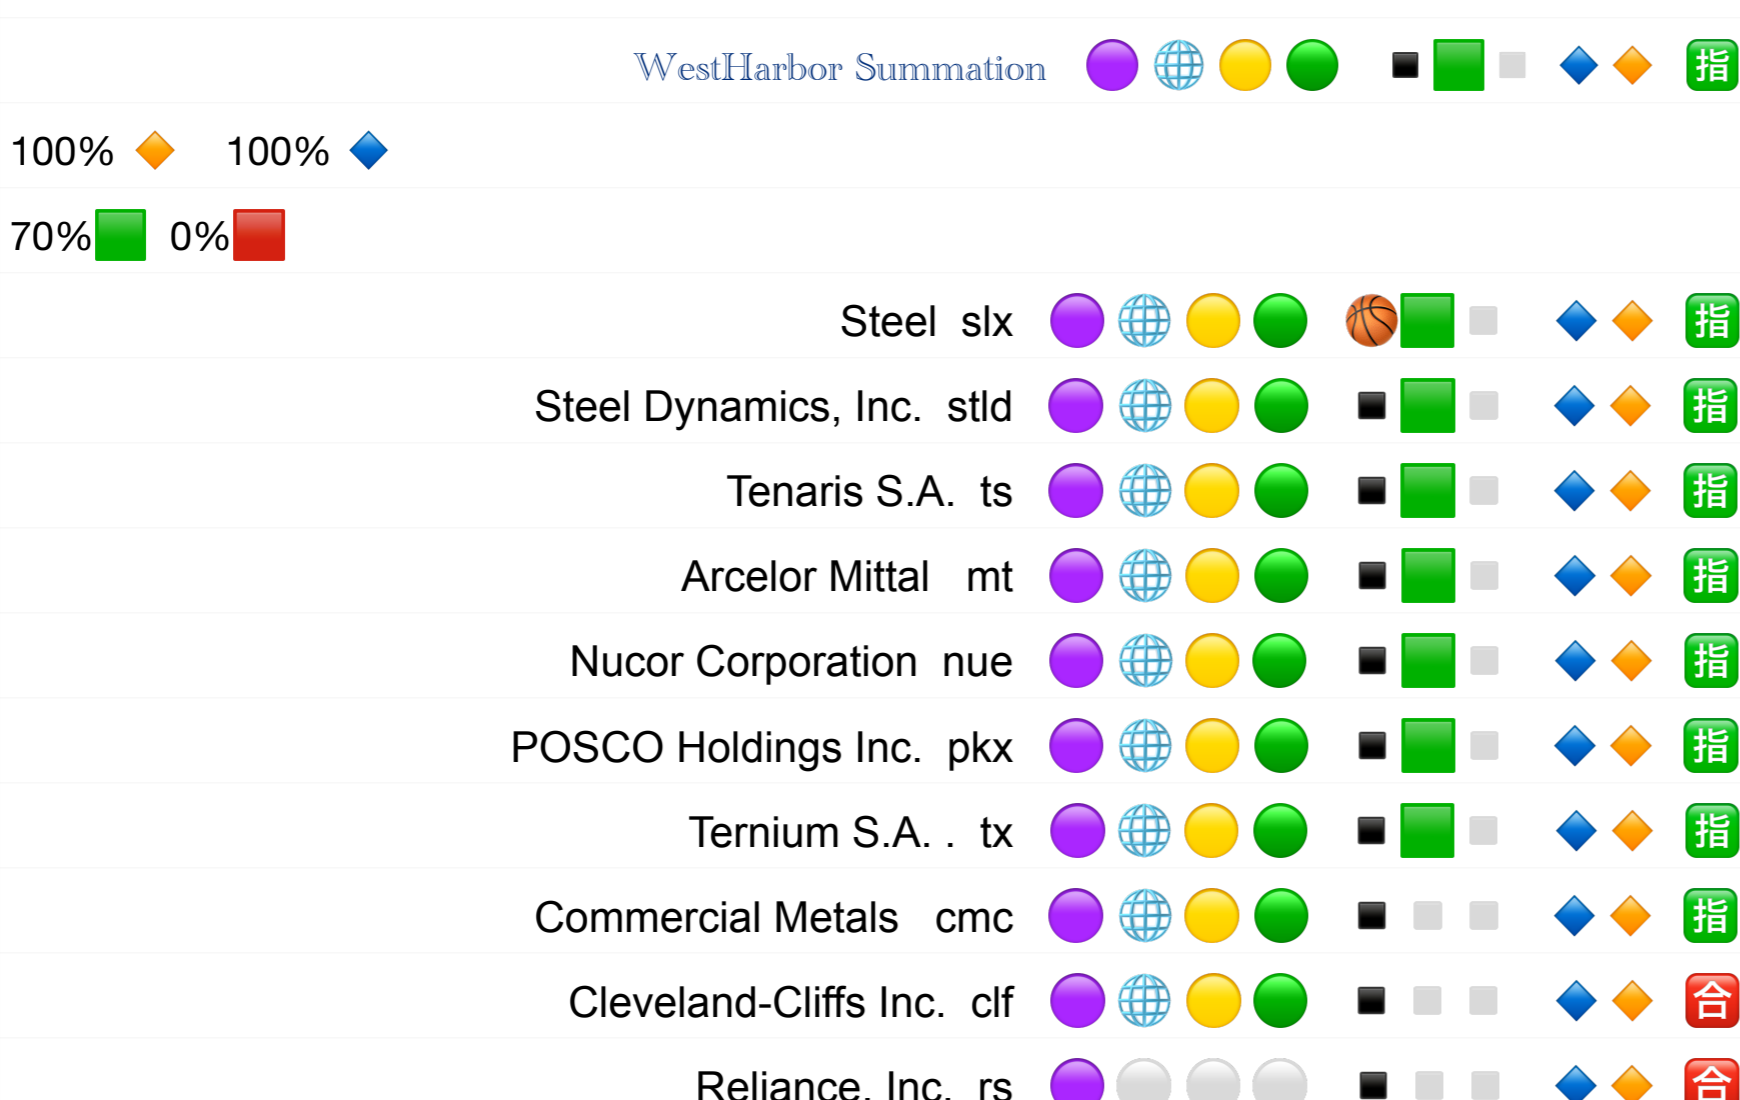 WestHarbor Summation 指
100% 100%
70% 0%
Steel slx 指
Steel Dynamics, Inc. stld 指
Tenaris S.A. ts 指
Arcelor Mittal mt 指
Nucor Corporation nue 指
POSCO Holdings Inc. pkx 指
Ternium S.A. . tx 指
Commercial Metals cmc 指
Cleveland-Cliffs Inc. clf 合
Reliance, Inc. rs 合